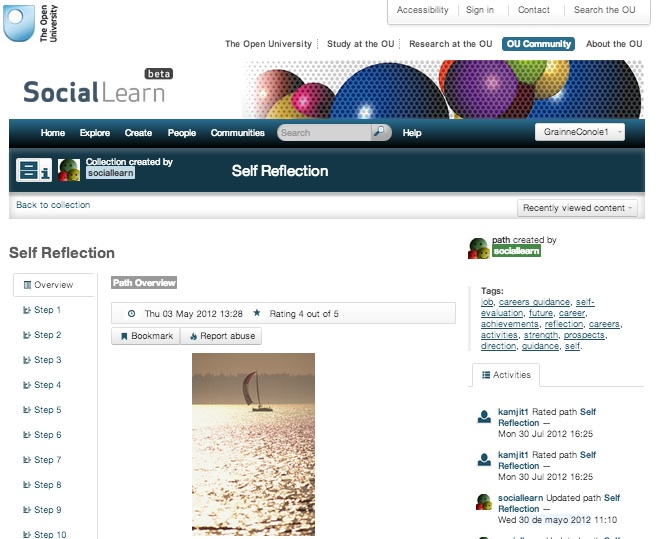 The Open
University
Accessibility
Sign in
Contact
Search the OU
The Open University
Study at the OU
Research at the OU
OU Community
About the OU
SocialLearn
beta
Home
Explore
Create
People
Communities
Search
Help
GrainneConole1
Collection created by
sociallearn
Self Reflection
Back to collection
Recently viewed content
Self Reflection
Overview
Step 1
Step 2
Step 3
Step 4
Step 5
Step 6
Step 7
Step 8
Step 9
Step 10
Path Overview
Thu 03 May 2012 13:28
Rating 4 out of 5
Bookmark
Report abuse
path created by
sociallearn
Tags:
job, careers guidance, self-
evaluation, future, career,
achievements, reflection, careers,
activities, strength, prospects,
direction, guidance, self.
Activities
kamjit1 Rated path Self
Reflection —
Mon 30 Jul 2012 16:25
kamjit1 Rated path Self
Reflection —
Mon 30 Jul 2012 16:25
sociallearn Updated path Self
Reflection —
Wed 30 de mayo 2012 11:10